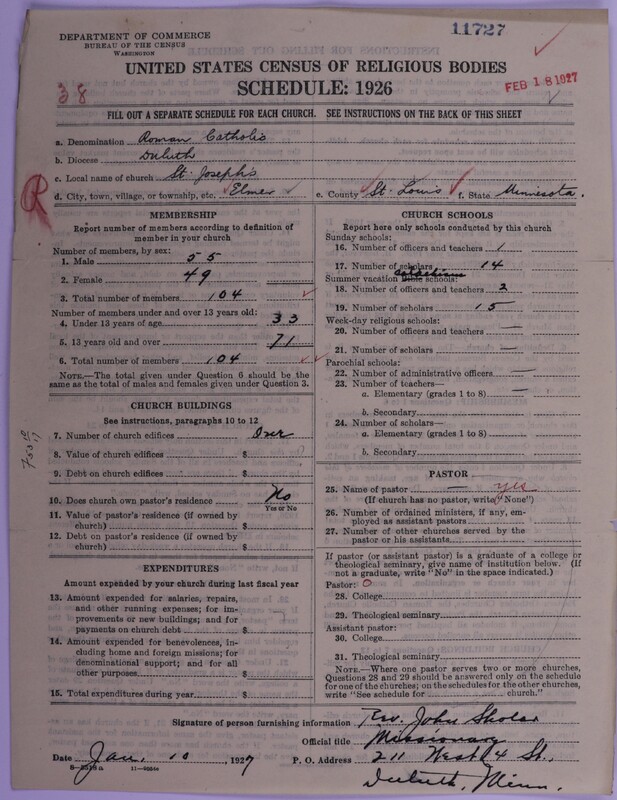 11727
DEPARTMENT OF COMMERCE
BUREAU OF THE CENSUS
WASHINGTON
UNITED STATES CENSUS OF RELIGIOUS BODIES
SCHEDULE: 1926
38
FEB 18 1927
FILL OUT A SEPARATE SCHEDULE FOR EACH CHURCH. SEE INSTRUCTIONS ON THE BACK OF THIS SHEET
a. Denomination Roman Catholic
b. Diocese Duluth
c. Local name of church St. Joseph's
d. City, town, village, or township, etc. Elmer e. County St. Louis f. State Minnesota.
R
MEMBERSHIP
Report number of members according to definition of
member in your church
Number of members, by sex:
1. Male 55
2. Female 49
3. Total number of members 104
Number of members under and over 13 years old:
4. Under 13 years of age 33
5. 13 years old and over 71
6. Total number of members 104
NOTE.—The total given under Question 6 should be the
same as the total of males and females given under Question 3.
CHURCH BUILDINGS
See instructions, paragraphs 10 to 12
7. Number of church edifices
8. Value of church edifices $
9. Debt on church edifices $
10. Does church own pastor's residence No
Yes or No
11. Value of pastor's residence (if owned by
church) $
12. Debt on pastor's residence (if owned by
church) $
EXPENDITURES
Amount expended by your church during last fiscal year
13. Amount expended for salaries, repairs,
and other running expenses; for im-
provements or new buildings; and for
payments on church debt $
14. Amount expended for benevolences, in-
cluding home and foreign missions; for
denominational support; and for all
other purposes $
15. Total expenditures during year $
CHURCH SCHOOLS
Report here only schools conducted by this church
Sunday schools:
16. Number of officers and teachers 1
17. Number of scholars 14
Summer vacation Bible schools:
18. Number of officers and teachers 2
19. Number of scholars 15
Week-day religious schools:
20. Number of officers and teachers —
21. Number of scholars —
Parochial schools:
22. Number of administrative officers —
23. Number of teachers—
a. Elementary (grades 1 to 8) —
b. Secondary
24. Number of scholars—
a. Elementary (grades 1 to 8) —
b. Secondary
PASTOR
25. Name of pastor — yes
(If church has no pastor, write "None")
26. Number of ordained ministers, if any, em-
ployed as assistant pastors
27. Number of other churches served by the
pastor or his assistants
If pastor (or assistant pastor) is a graduate of a college or
theological seminary, give name of institution below. (If
not a graduate, write "No" in the space indicated.)
Pastor: 0
28. College
29. Theological seminary
Assistant pastor:
30. College
31. Theological seminary
NOTE.—Where one pastor serves two or more churches,
Questions 28 and 29 should be answered only on the schedule
for one of the churches; on the schedules for the other churches,
write "See schedule for church."
Signature of person furnishing information Rev. John Skolar
Official title Missionary
Date Jan. 10, 1927 P. O. Address 211 West 4 St.,
Duluth, Minn.
11—9064a